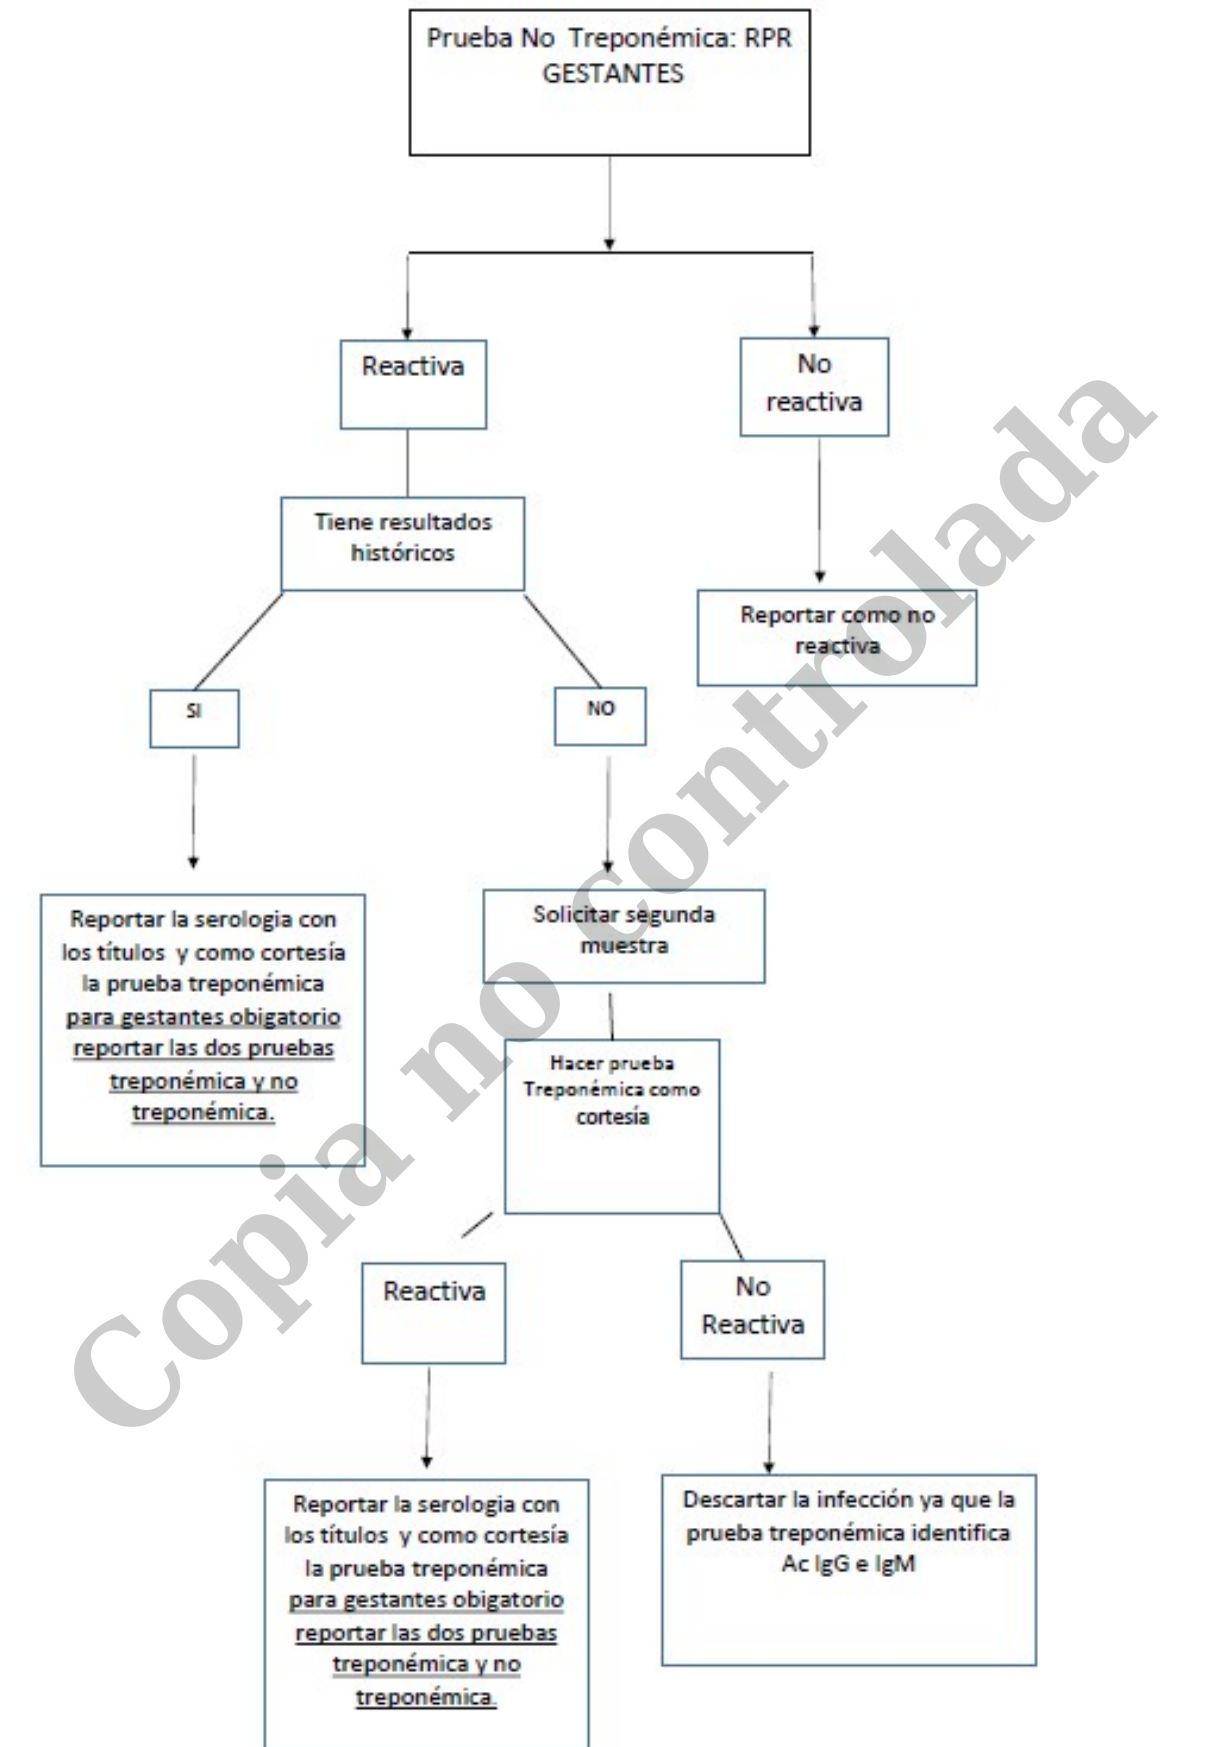 Prueba No Treponémica: RPR
GESTANTES
Reactiva
No
reactiva
Tiene resultados
históricos
Reportar como no
reactiva
SI
NO
Reportar la serologia con
los títulos y como cortesía
la prueba treponémica
para gestantes obigatorio
reportar las dos pruebas
treponémica y no
treponémica.
Solicitar segunda
muestra
Hacer prueba
Treponémica como
cortesía
Reactiva
No
Reactiva
Reportar la serologia con
los títulos y como cortesía
la prueba treponémica
para gestantes obigatorio
reportar las dos pruebas
treponémica y no
treponémica.
Descartar la infección ya que la
prueba treponémica identifica
Ac IgG e IgM
Copia no controlada